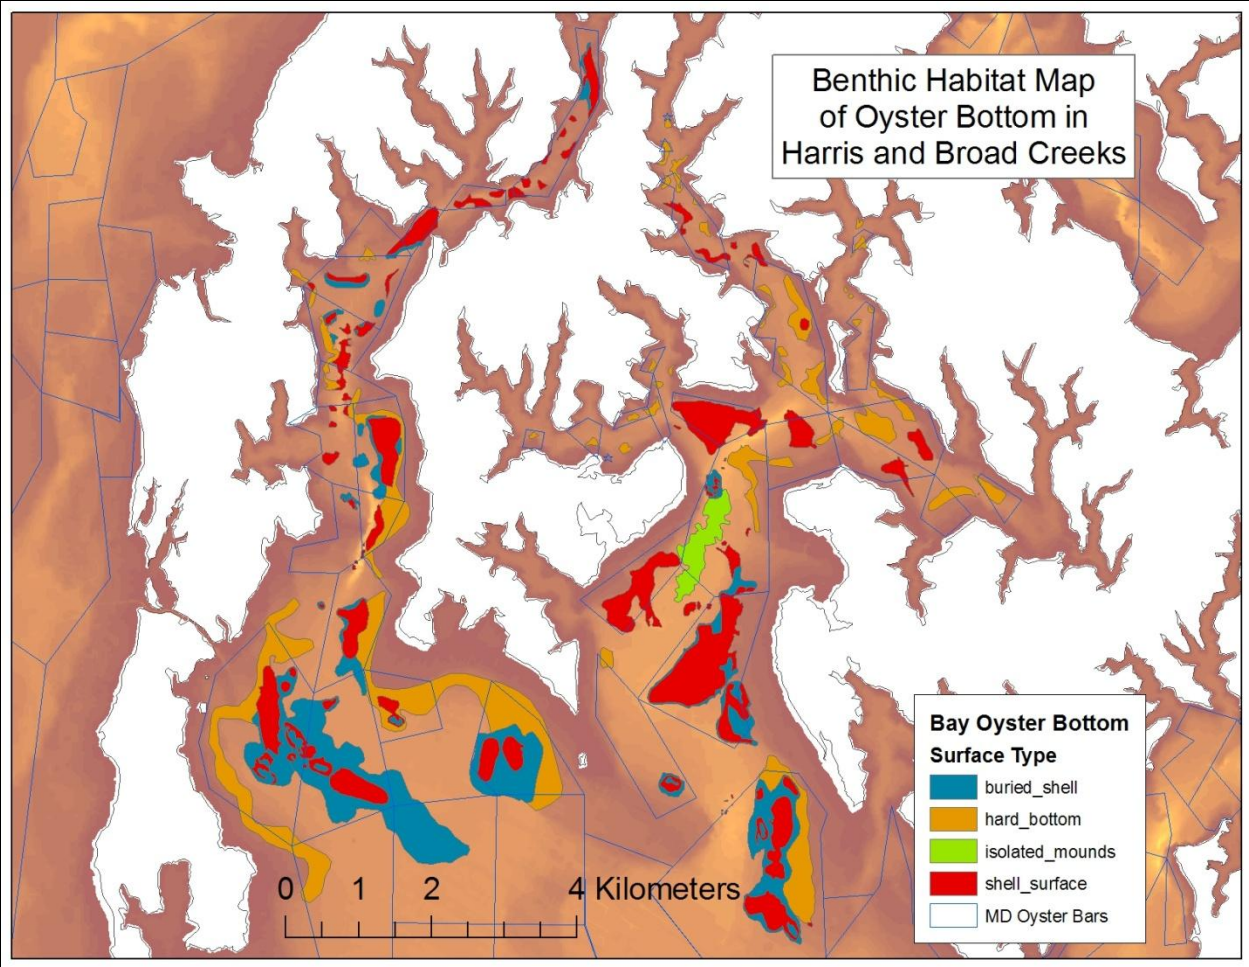 Benthic Habitat Map
of Oyster Bottom in
Harris and Broad Creeks
Bay Oyster Bottom
Surface Type
buried_shell
hard_bottom
isolated_mounds
shell_surface
MD Oyster Bars
0 1 2 4 Kilometers